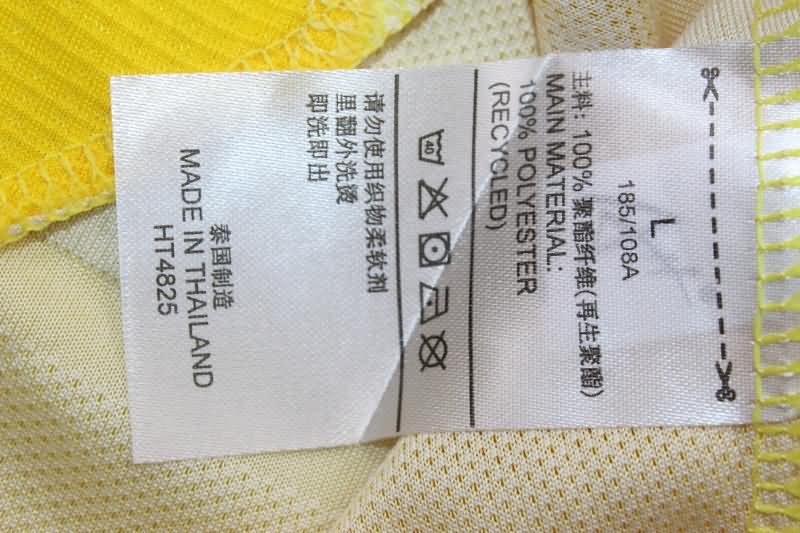 L
185/108A
主料: 100% 聚酯纤维(再生聚酯)
MAIN MATERIAL:
100% POLYESTER
(RECYCLED)
40
请勿使用织物柔软剂
里翻外洗烫
即洗即出
泰国制造
MADE IN THAILAND
HT4825